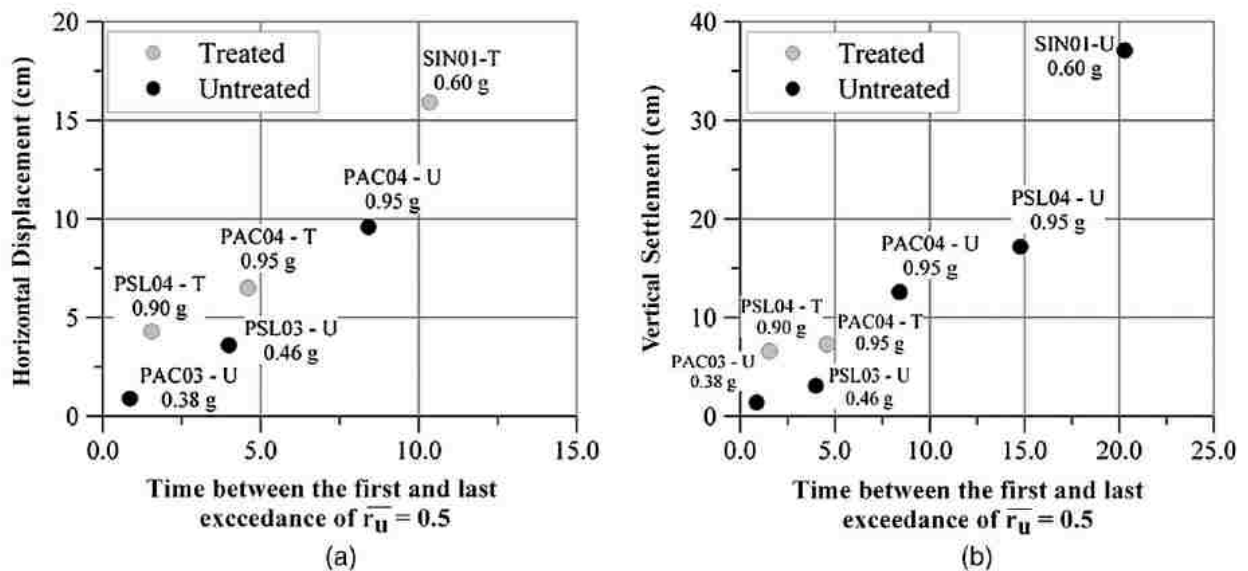 20
15
10
5
0
Horizontal Displacement (cm)
Treated
Untreated
SIN01-T
0.60 g
PAC04 - U
0.95 g
PAC04 - T
0.95 g
PSL04 - T
0.90 g
PSL03 - U
0.46 g
PAC03 - U
0.38 g
0.0 5.0 10.0 15.0
Time between the first and last
exccedance of r̅u̅ = 0.5
(a)
40
30
20
10
0
Vertical Settlement (cm)
Treated
Untreated
SIN01-U
0.60 g
PSL04 - U
0.95 g
PAC04 - U
0.95 g
PSL04 - T
0.90 g
PAC04 - T
0.95 g
PAC03 - U
0.38 g
PSL03 - U
0.46 g
0.0 5.0 10.0 15.0 20.0 25.0
Time between the first and last
exceedance of r̅u̅ = 0.5
(b)